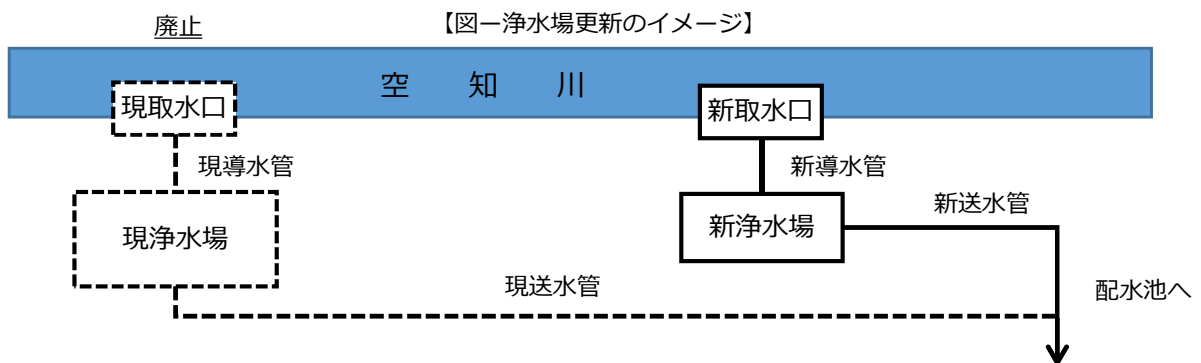 廃止
【図ー浄水場更新のイメージ】
空知川
現取水口
新取水口
現導水管
新導水管
現浄水場
新浄水場
新送水管
現送水管
配水池へ